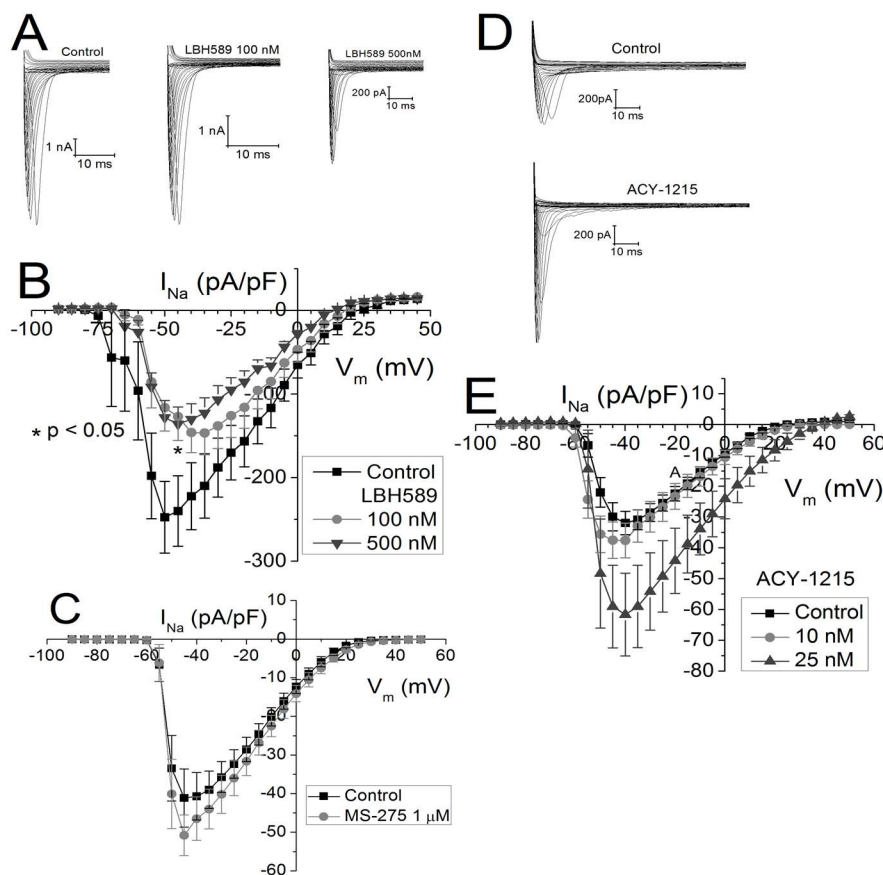 A
Control
1 nA
10 ms
LBH589 100 nM
1 nA
10 ms
LBH589 500nM
200 pA
10 ms
D
Control
200pA
10 ms
ACY-1215
200 pA
10 ms
B
I_Na (pA/pF)
-100 -75 -50 -25 0 25 50
V_m (mV)
0
-100
-200
-300
* p < 0.05
*
Control
LBH589
100 nM
500 nM
C
I_Na (pA/pF)
10
0
-10
-20
-30
-40
-50
-60
-100 -80 -60 -40 -20 0 20 40 60
V_m (mV)
Control
MS-275 1 μM
E
I_Na (pA/pF)
10
0
-10
-20
-30
-40
-50
-60
-70
-80
-100 -80 -60 -40 -20 0 20 40 60
A
V_m (mV)
ACY-1215
Control
10 nM
25 nM